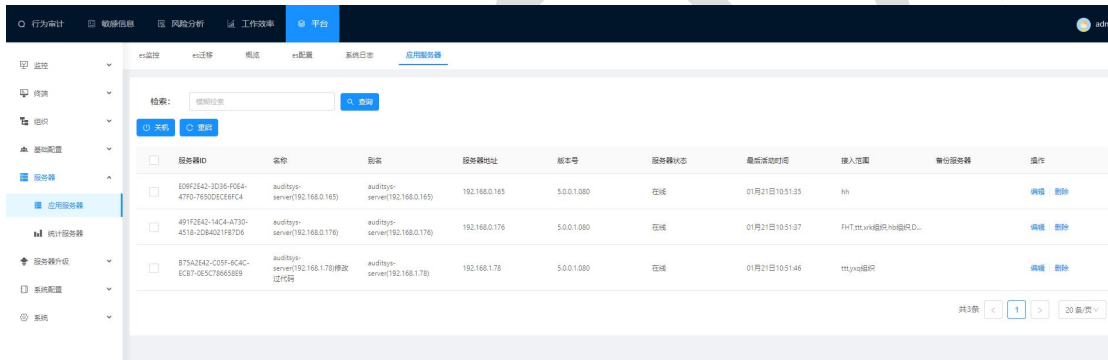 行为审计 敏感信息 风险分析 工作效率 平台 adn
es监控 es迁移 概览 es配置 系统日志 应用服务器
监控
终端
组织
基础配置
服务器
应用服务器
统计服务器
服务器升级
系统配置
系统
检索： 模糊检索 查询
关机 重启
服务器ID 名称 别名 服务器地址 版本号 服务器状态 最后活动时间 接入范围 备份服务器 操作
E09F2E42-3D36-F0E4-47F0-7650DECE6FC4 auditsys-server(192.168.0.165) auditsys-server(192.168.0.165) 192.168.0.165 5.0.0.1.080 在线 01月21日10:51:35 hh 编辑 删除
491F2E42-14C4-A730-4518-2DB4021FB7D6 auditsys-server(192.168.0.176) auditsys-server(192.168.0.176) 192.168.0.176 5.0.0.1.080 在线 01月21日10:51:37 FHT,ttt,xrk组织,hb组织,D... 编辑 删除
B75A2E42-C05F-6C4C-ECB7-0E5C786658E9 auditsys-server(192.168.1.78)修改过代码 auditsys-server(192.168.1.78) 192.168.1.78 5.0.0.1.080 在线 01月21日10:51:46 ttt,yxq组织 编辑 删除
共3条 < 1 > 20 条/页